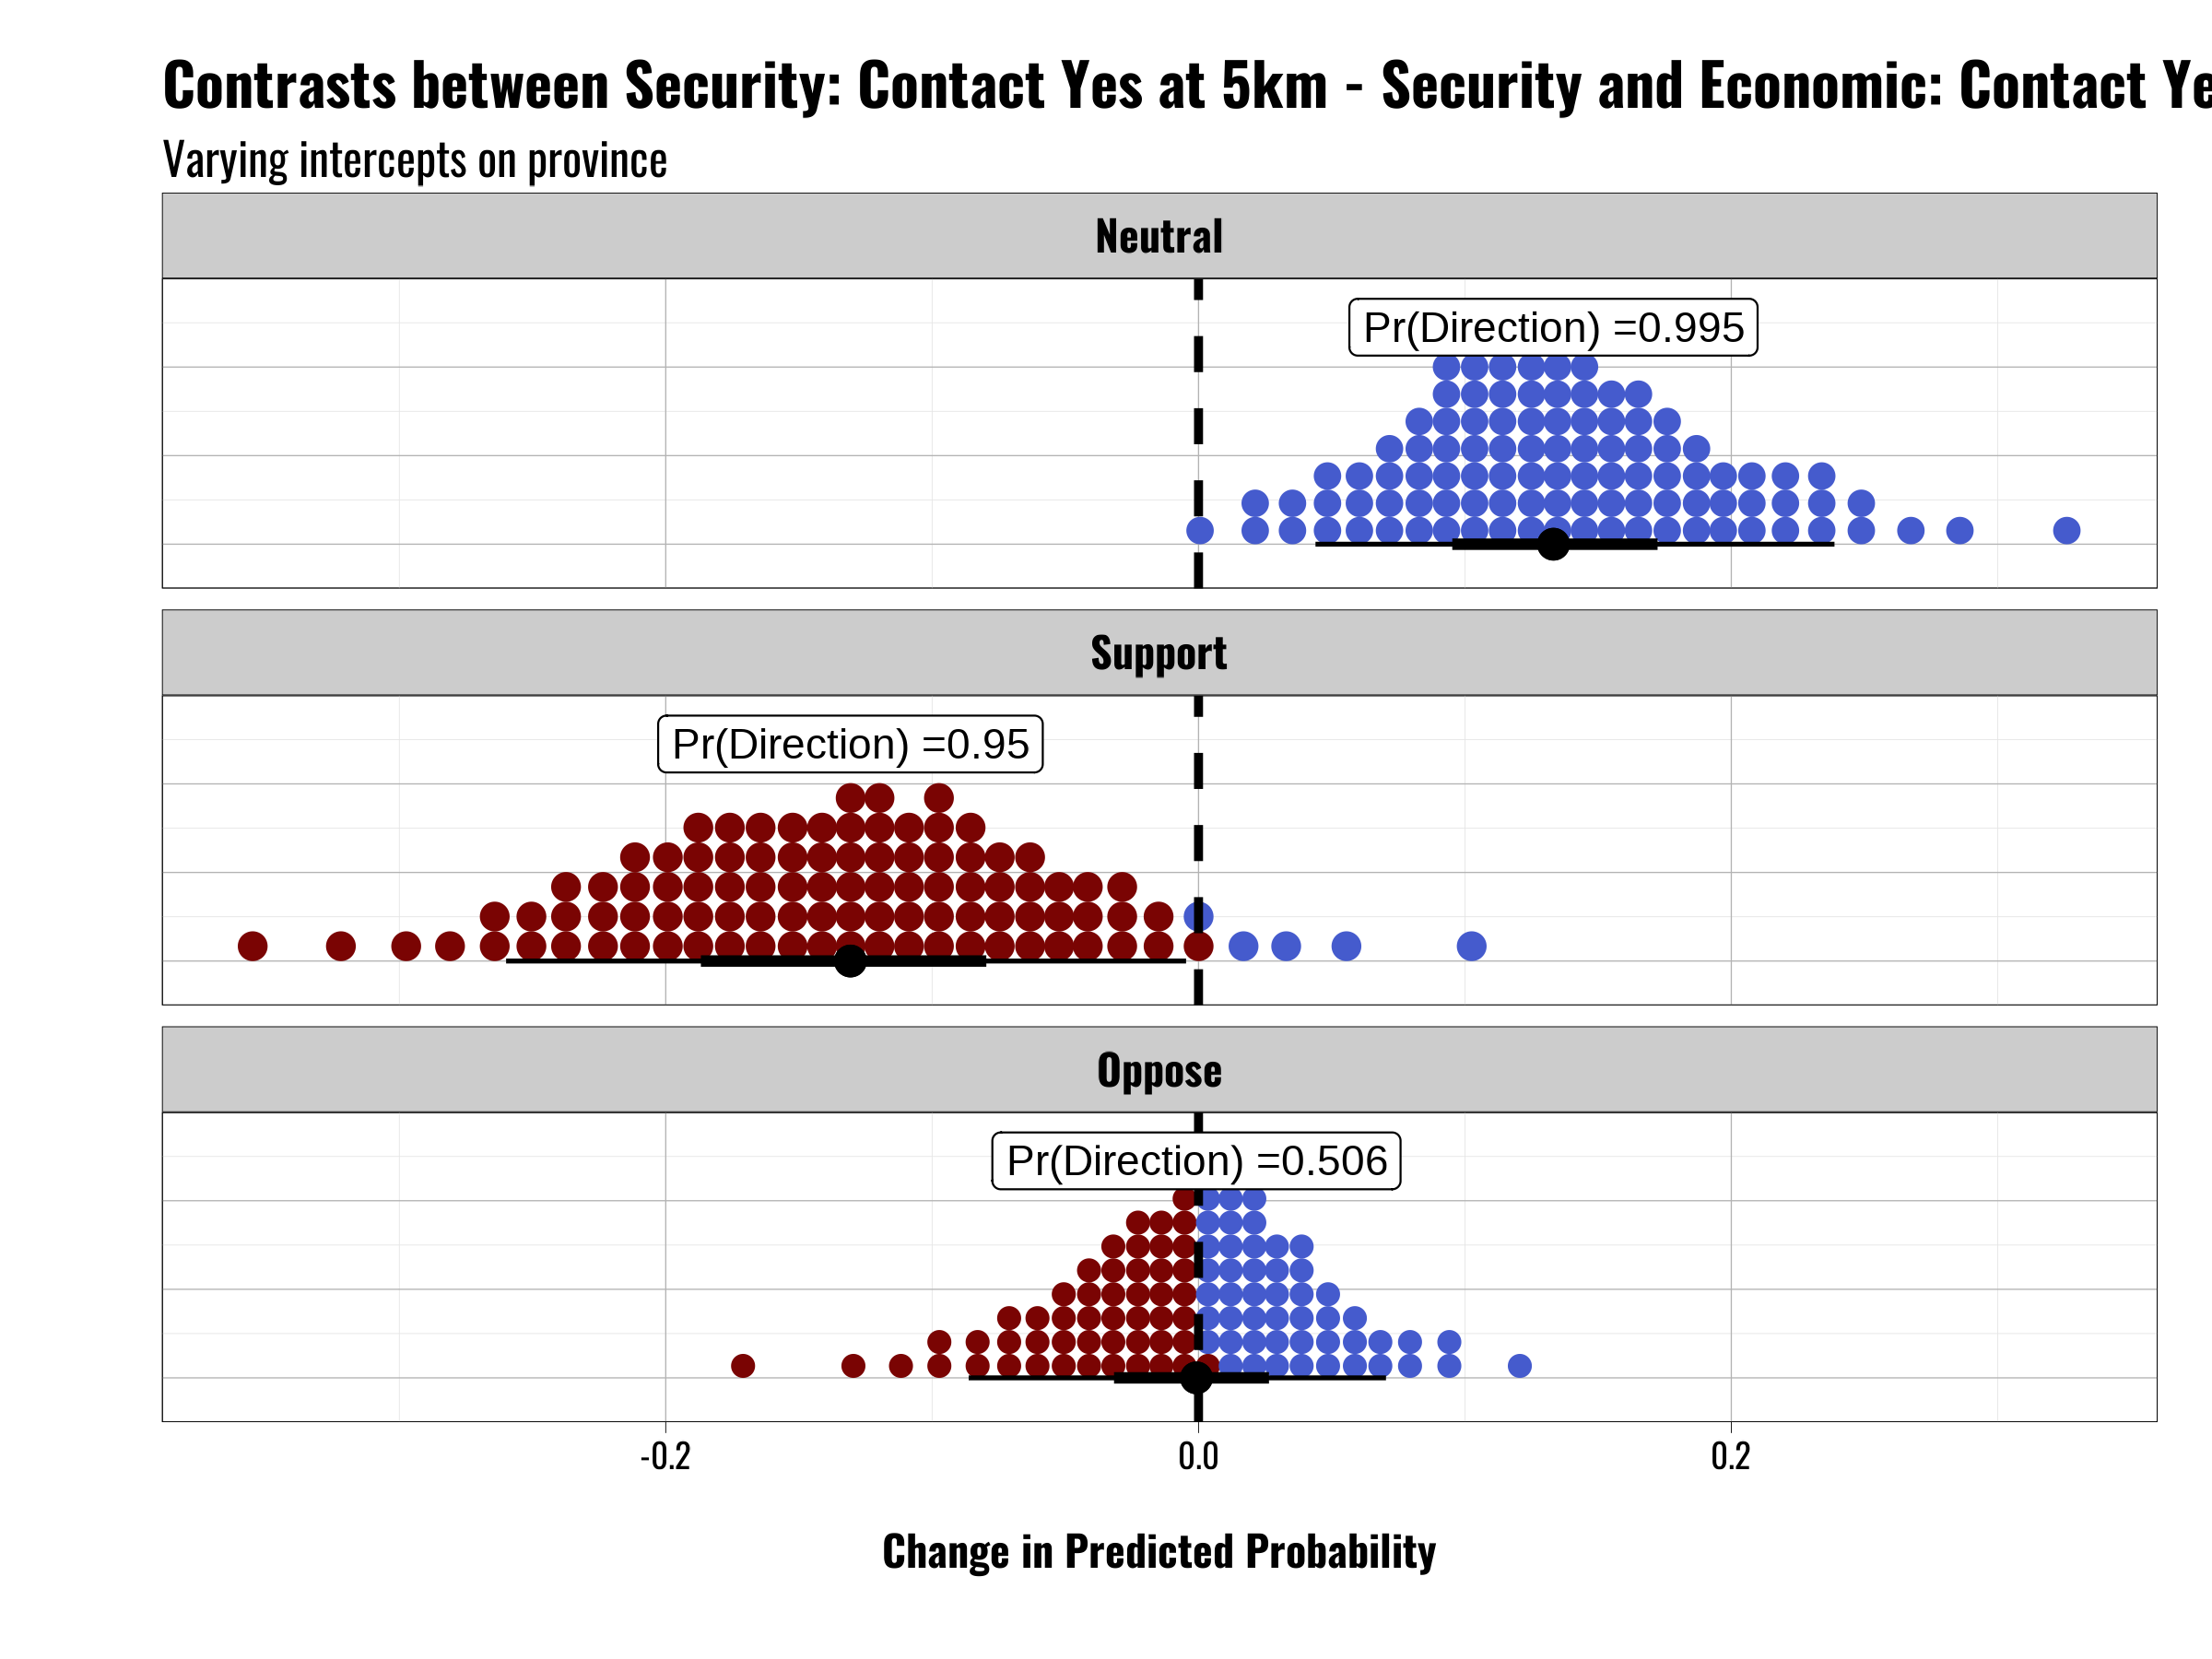 Contrasts between Security: Contact Yes at 5km - Security and Economic: Contact Ye
Varying intercepts on province
Neutral
Pr(Direction) =0.995
Support
Pr(Direction) =0.95
Oppose
Pr(Direction) =0.506
-0.2 0.0 0.2
Change in Predicted Probability